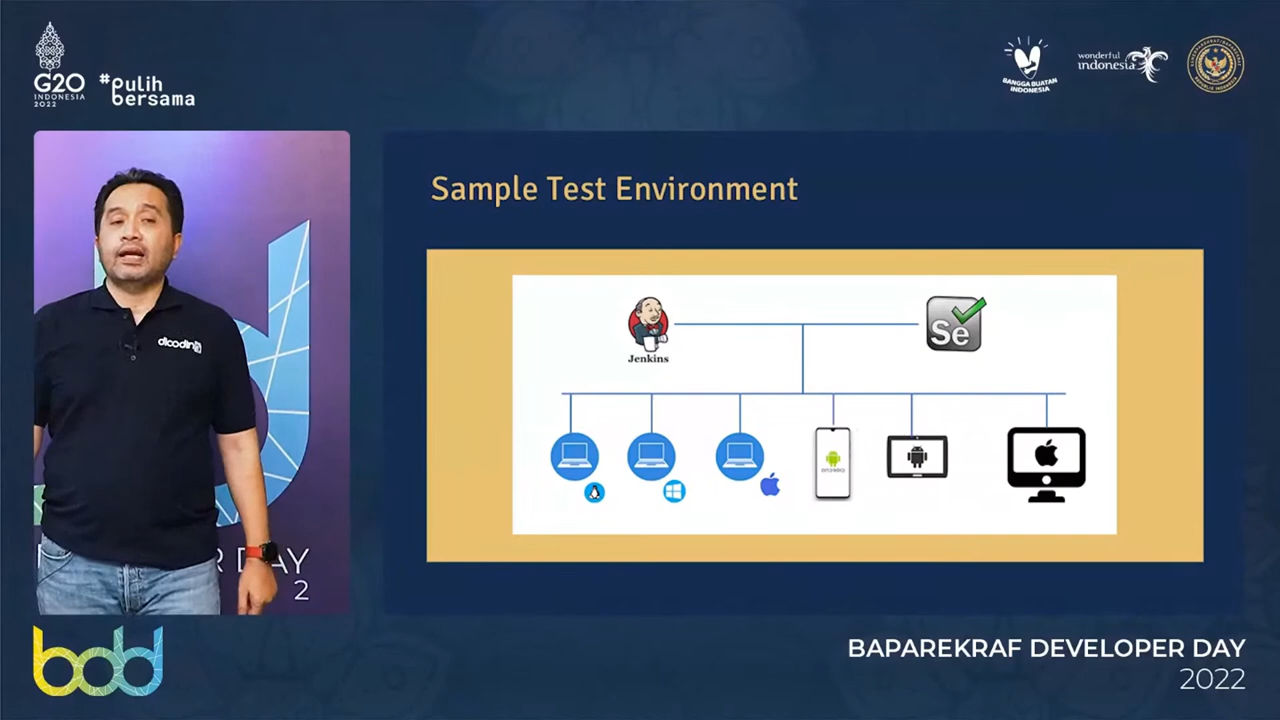 G20
INDONESIA
2022
#pulih
bersama
BANGGA BUATAN
INDONESIA
wonderful
indonesia
Sample Test Environment
Jenkins
Se
ANDROID
dicoding
DAY
2
bdd
BAPAREKRAF DEVELOPER DAY
2022